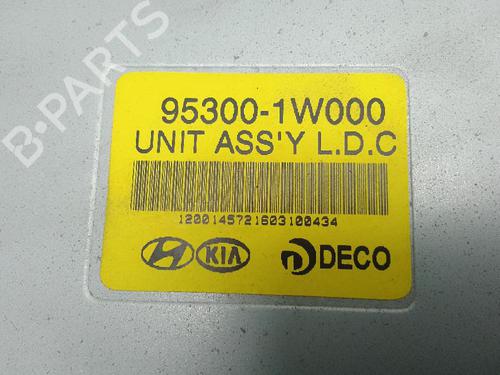 B-PARTS
95300-1W000
UNIT ASS'Y L.D.C
1200145721603100434
KIA
DECO